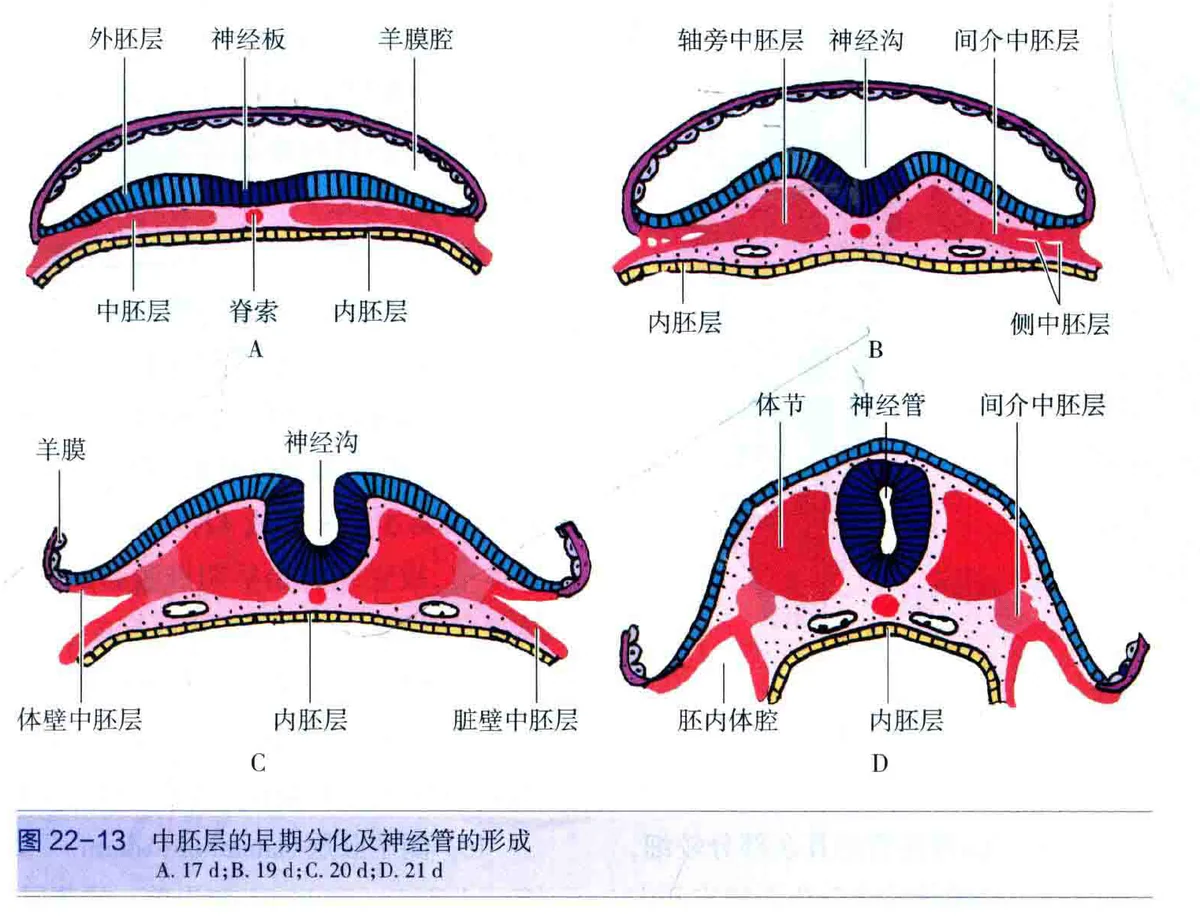 外胚层 神经板 羊膜腔
中胚层 脊索 内胚层
A
轴旁中胚层 神经沟 间介中胚层
内胚层 侧中胚层
B
羊膜 神经沟
体壁中胚层 内胚层 脏壁中胚层
C
体节 神经管 间介中胚层
胚内体腔 内胚层
D
图 22-13 中胚层的早期分化及神经管的形成
A. 17 d;B. 19 d;C. 20 d;D. 21 d